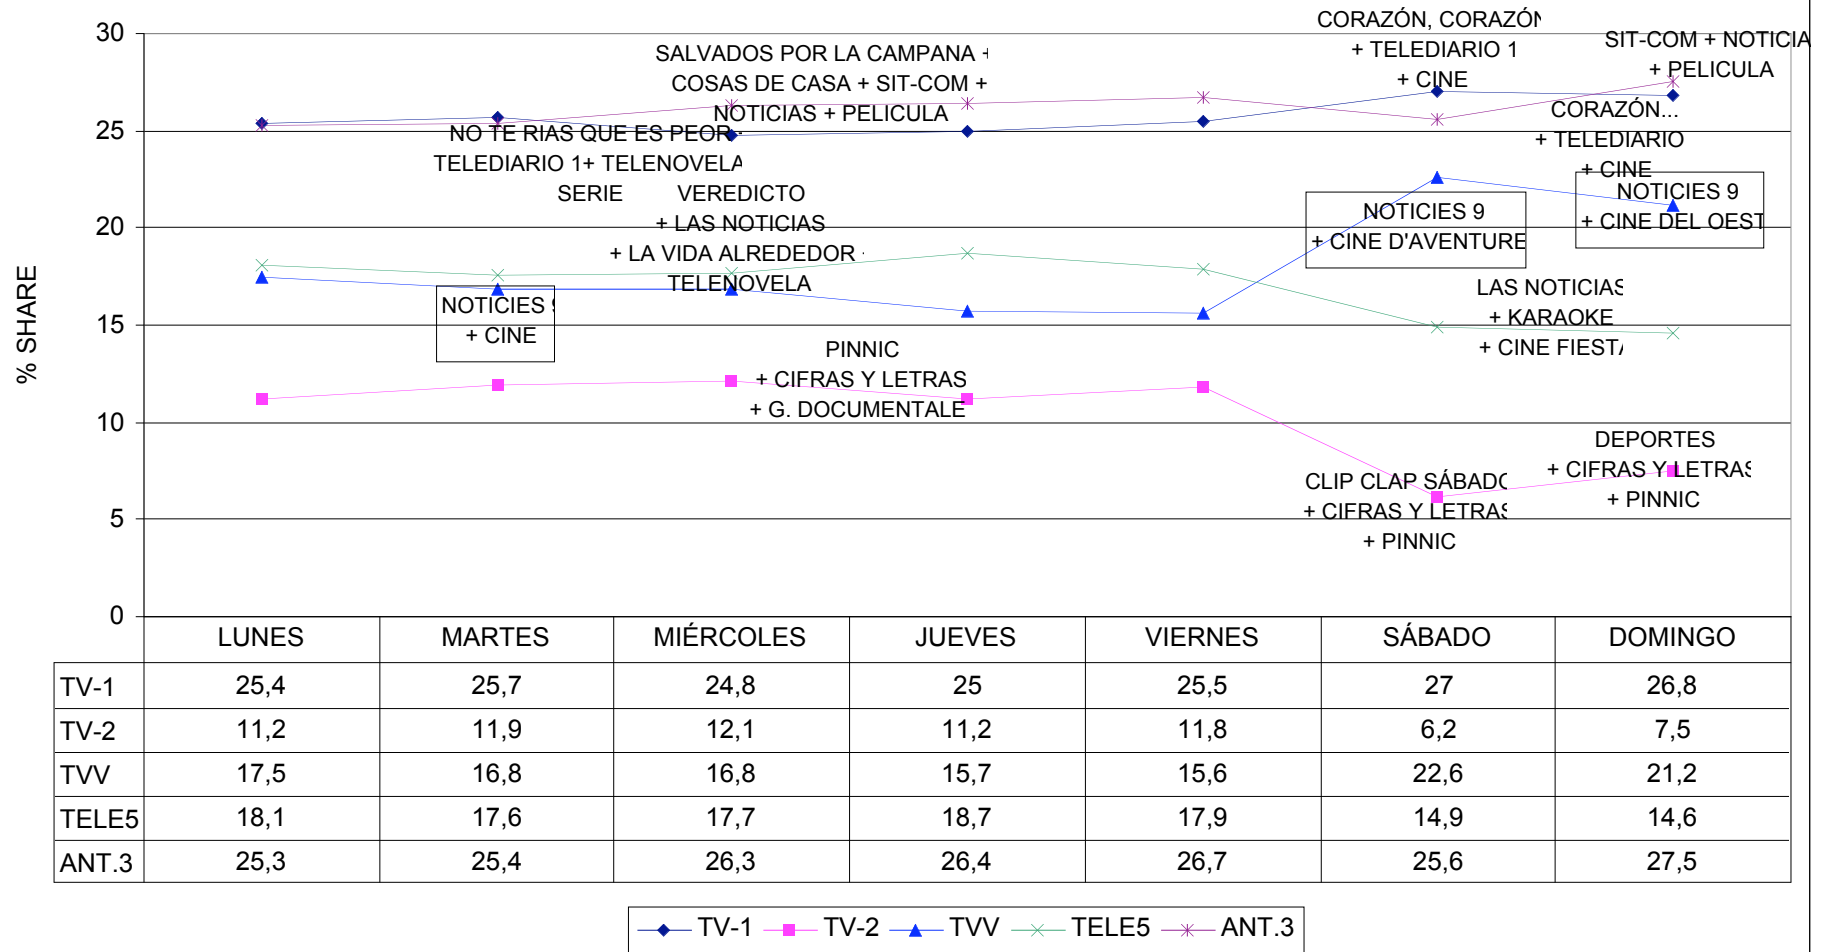 30
25
20
15
10
5
0
% SHARE
SALVADOS POR LA CAMPANA +
COSAS DE CASA + SIT-COM +
NOTICIAS + PELICULA
CORAZÓN, CORAZÓN
+ TELEDIARIO 1
+ CINE
SIT-COM + NOTICIA
+ PELICULA
NO TE RIAS QUE ES PEOR
TELEDIARIO 1+ TELENOVELA
SERIE
CORAZÓN...
+ TELEDIARIO
+ CINE
VEREDICTO
+ LAS NOTICIAS
+ LA VIDA ALREDEDOR
TELENOVELA
NOTICIES 9
+ CINE D'AVENTURE
NOTICIES 9
+ CINE DEL OEST
NOTICIES 9
+ CINE
LAS NOTICIAS
+ KARAOKE
+ CINE FIESTA
PINNIC
+ CIFRAS Y LETRAS
+ G. DOCUMENTALE
CLIP CLAP SÁBADO
+ CIFRAS Y LETRAS
+ PINNIC
DEPORTES
+ CIFRAS Y LETRAS
+ PINNIC
LUNES MARTES MIÉRCOLES JUEVES VIERNES SÁBADO DOMINGO
TV-1 25,4 25,7 24,8 25 25,5 27 26,8
TV-2 11,2 11,9 12,1 11,2 11,8 6,2 7,5
TVV 17,5 16,8 16,8 15,7 15,6 22,6 21,2
TELE5 18,1 17,6 17,7 18,7 17,9 14,9 14,6
ANT.3 25,3 25,4 26,3 26,4 26,7 25,6 27,5
TV-1 TV-2 TVV TELE5 ANT.3